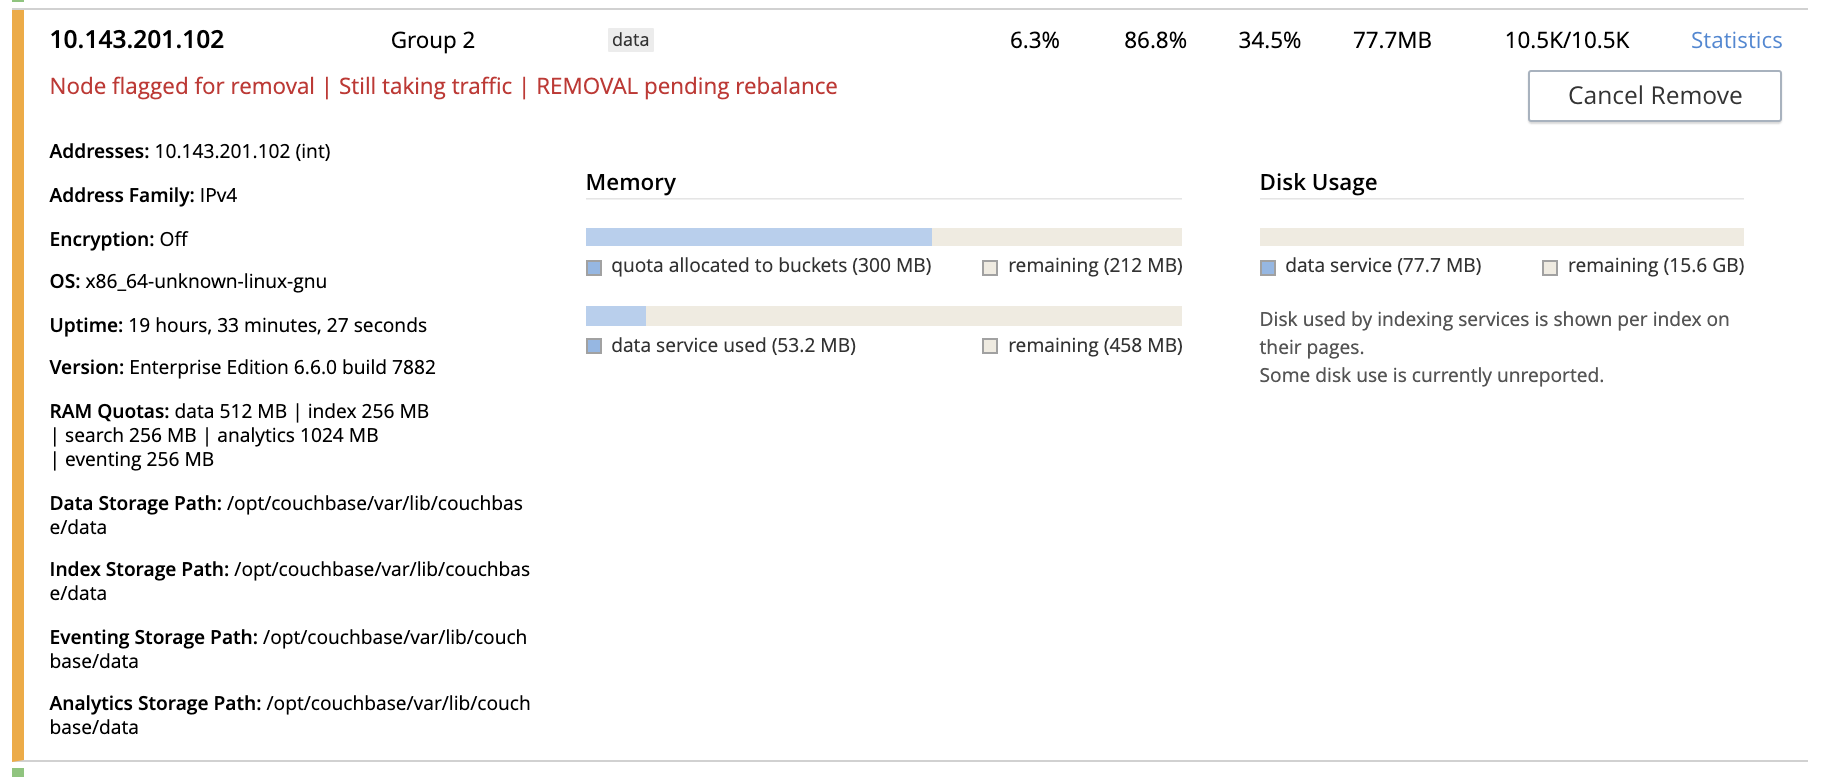 10.143.201.102 Group 2 data 6.3% 86.8% 34.5% 77.7MB 10.5K/10.5K Statistics
Node flagged for removal | Still taking traffic | REMOVAL pending rebalance
Cancel Remove
Addresses: 10.143.201.102 (int)
Address Family: IPv4
Encryption: Off
OS: x86_64-unknown-linux-gnu
Uptime: 19 hours, 33 minutes, 27 seconds
Version: Enterprise Edition 6.6.0 build 7882
RAM Quotas: data 512 MB | index 256 MB
| search 256 MB | analytics 1024 MB
| eventing 256 MB
Data Storage Path: /opt/couchbase/var/lib/couchbas
e/data
Index Storage Path: /opt/couchbase/var/lib/couchbas
e/data
Eventing Storage Path: /opt/couchbase/var/lib/couch
base/data
Analytics Storage Path: /opt/couchbase/var/lib/couch
base/data
Memory
quota allocated to buckets (300 MB) remaining (212 MB)
data service used (53.2 MB) remaining (458 MB)
Disk Usage
data service (77.7 MB) remaining (15.6 GB)
Disk used by indexing services is shown per index on
their pages.
Some disk use is currently unreported.